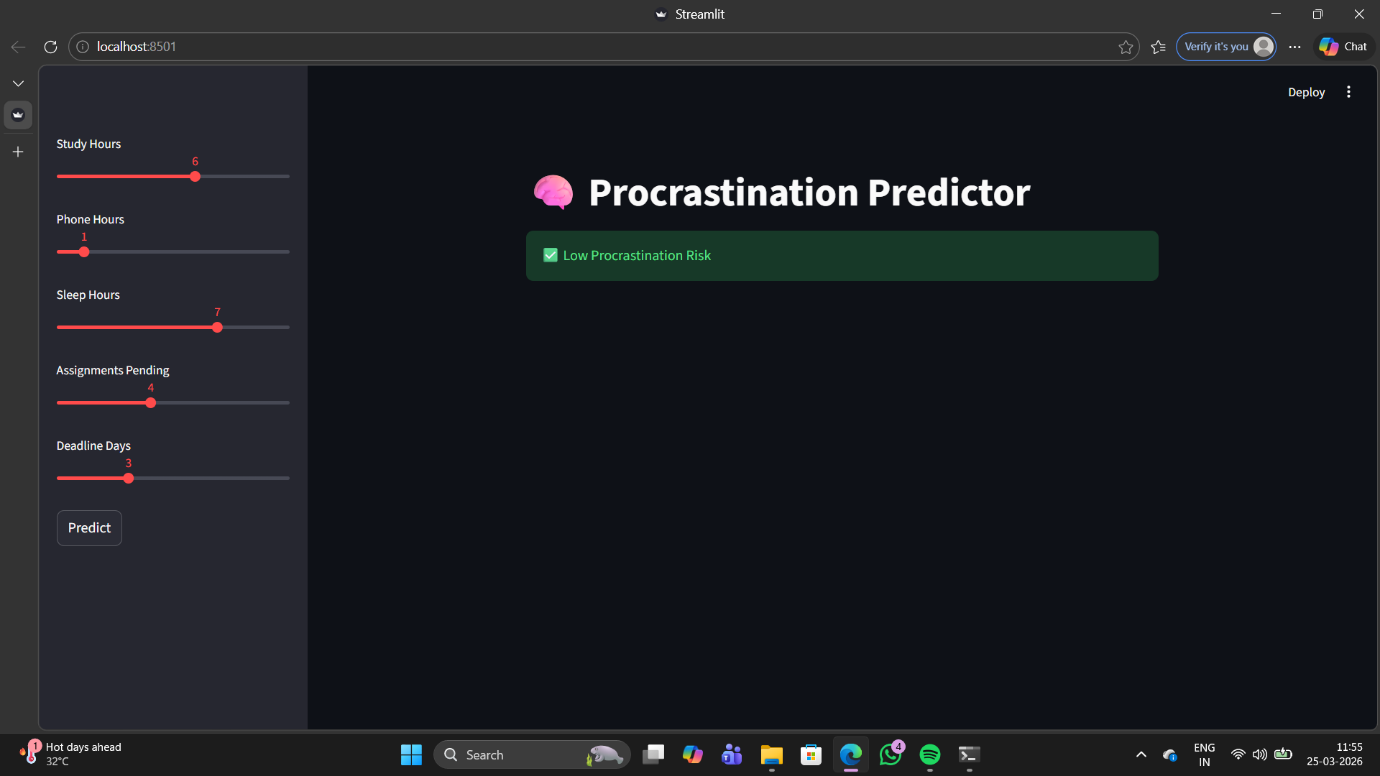 Streamlit
localhost:8501
Verify it's you
Chat
Deploy
Study Hours
6
Phone Hours
1
Sleep Hours
7
Assignments Pending
4
Deadline Days
3
Predict
🧠 Procrastination Predictor
✅ Low Procrastination Risk
1
Hot days ahead
32°C
Search
4
ENG
IN
11:55
25-03-2026